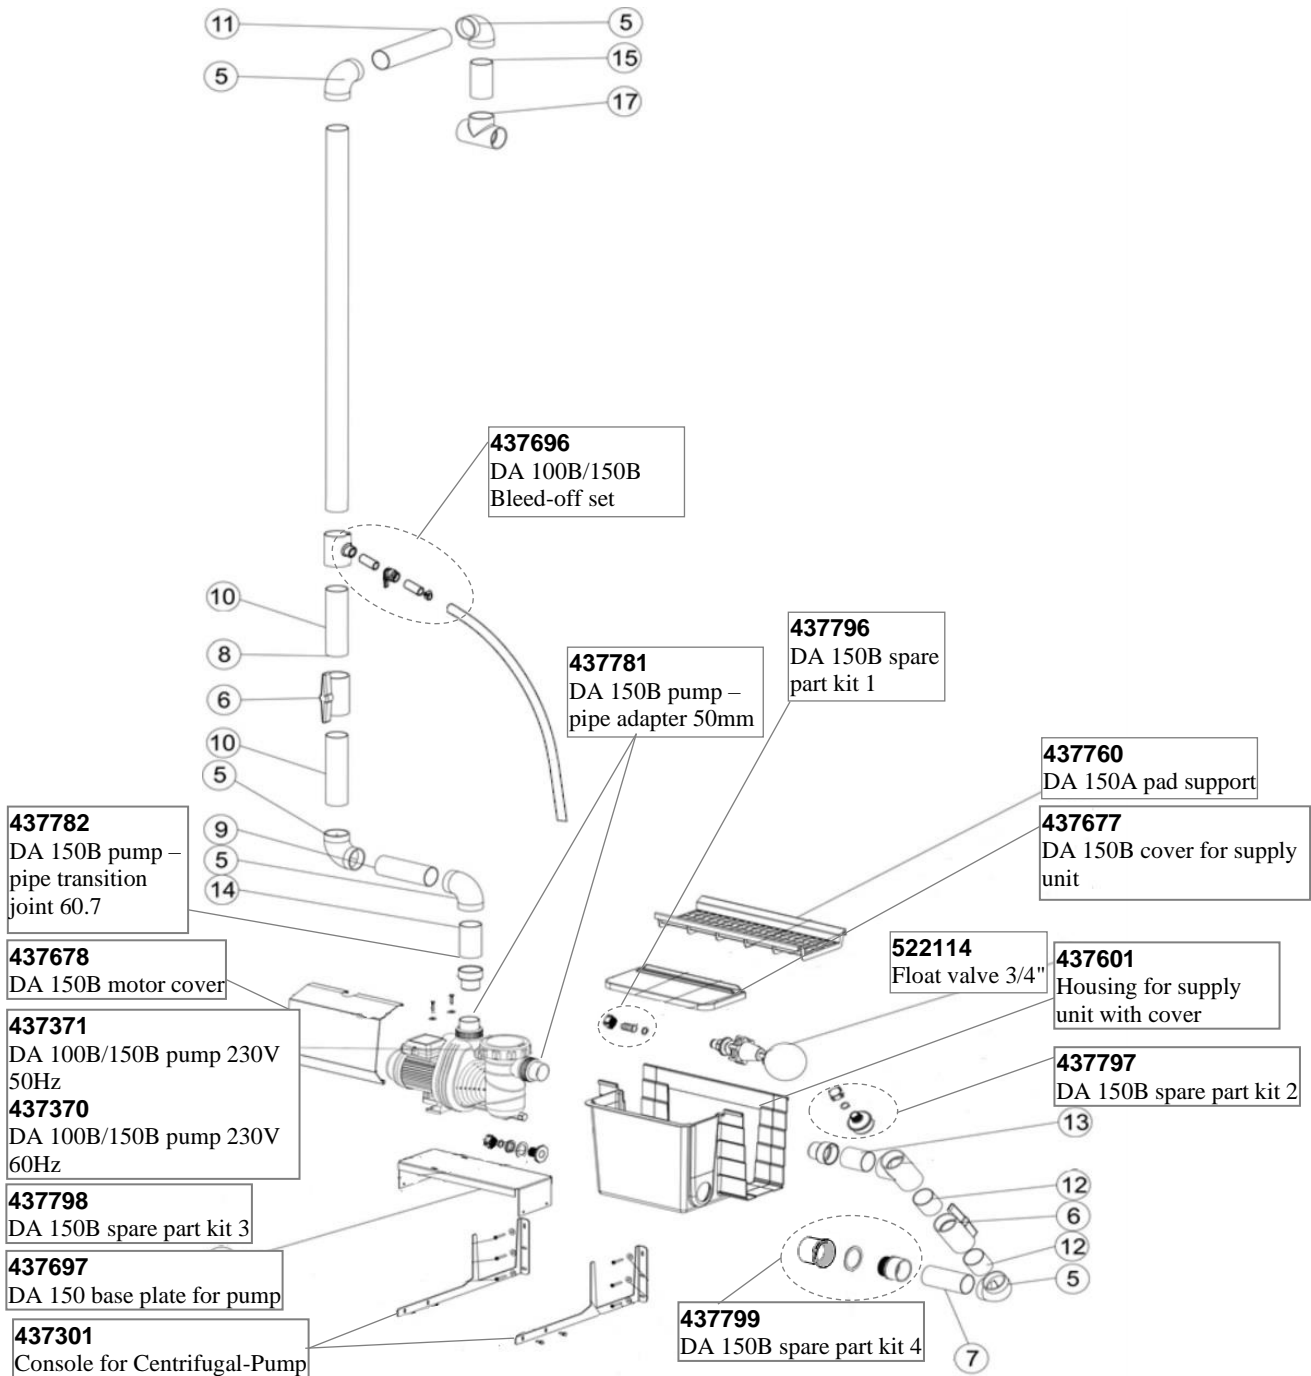 11
5
5
15
17
437696
DA 100B/150B
Bleed-off set
10
8
6
10
5
9
5
14
437781
DA 150B pump –
pipe adapter 50mm
437796
DA 150B spare
part kit 1
437760
DA 150A pad support
437677
DA 150B cover for supply
unit
437782
DA 150B pump –
pipe transition
joint 60.7
437678
DA 150B motor cover
437371
DA 100B/150B pump 230V
50Hz
437370
DA 100B/150B pump 230V
60Hz
437798
DA 150B spare part kit 3
437697
DA 150 base plate for pump
437301
Console for Centrifugal-Pump
522114
Float valve 3/4"
437601
Housing for supply
unit with cover
437797
DA 150B spare part kit 2
13
12
6
12
5
7
437799
DA 150B spare part kit 4